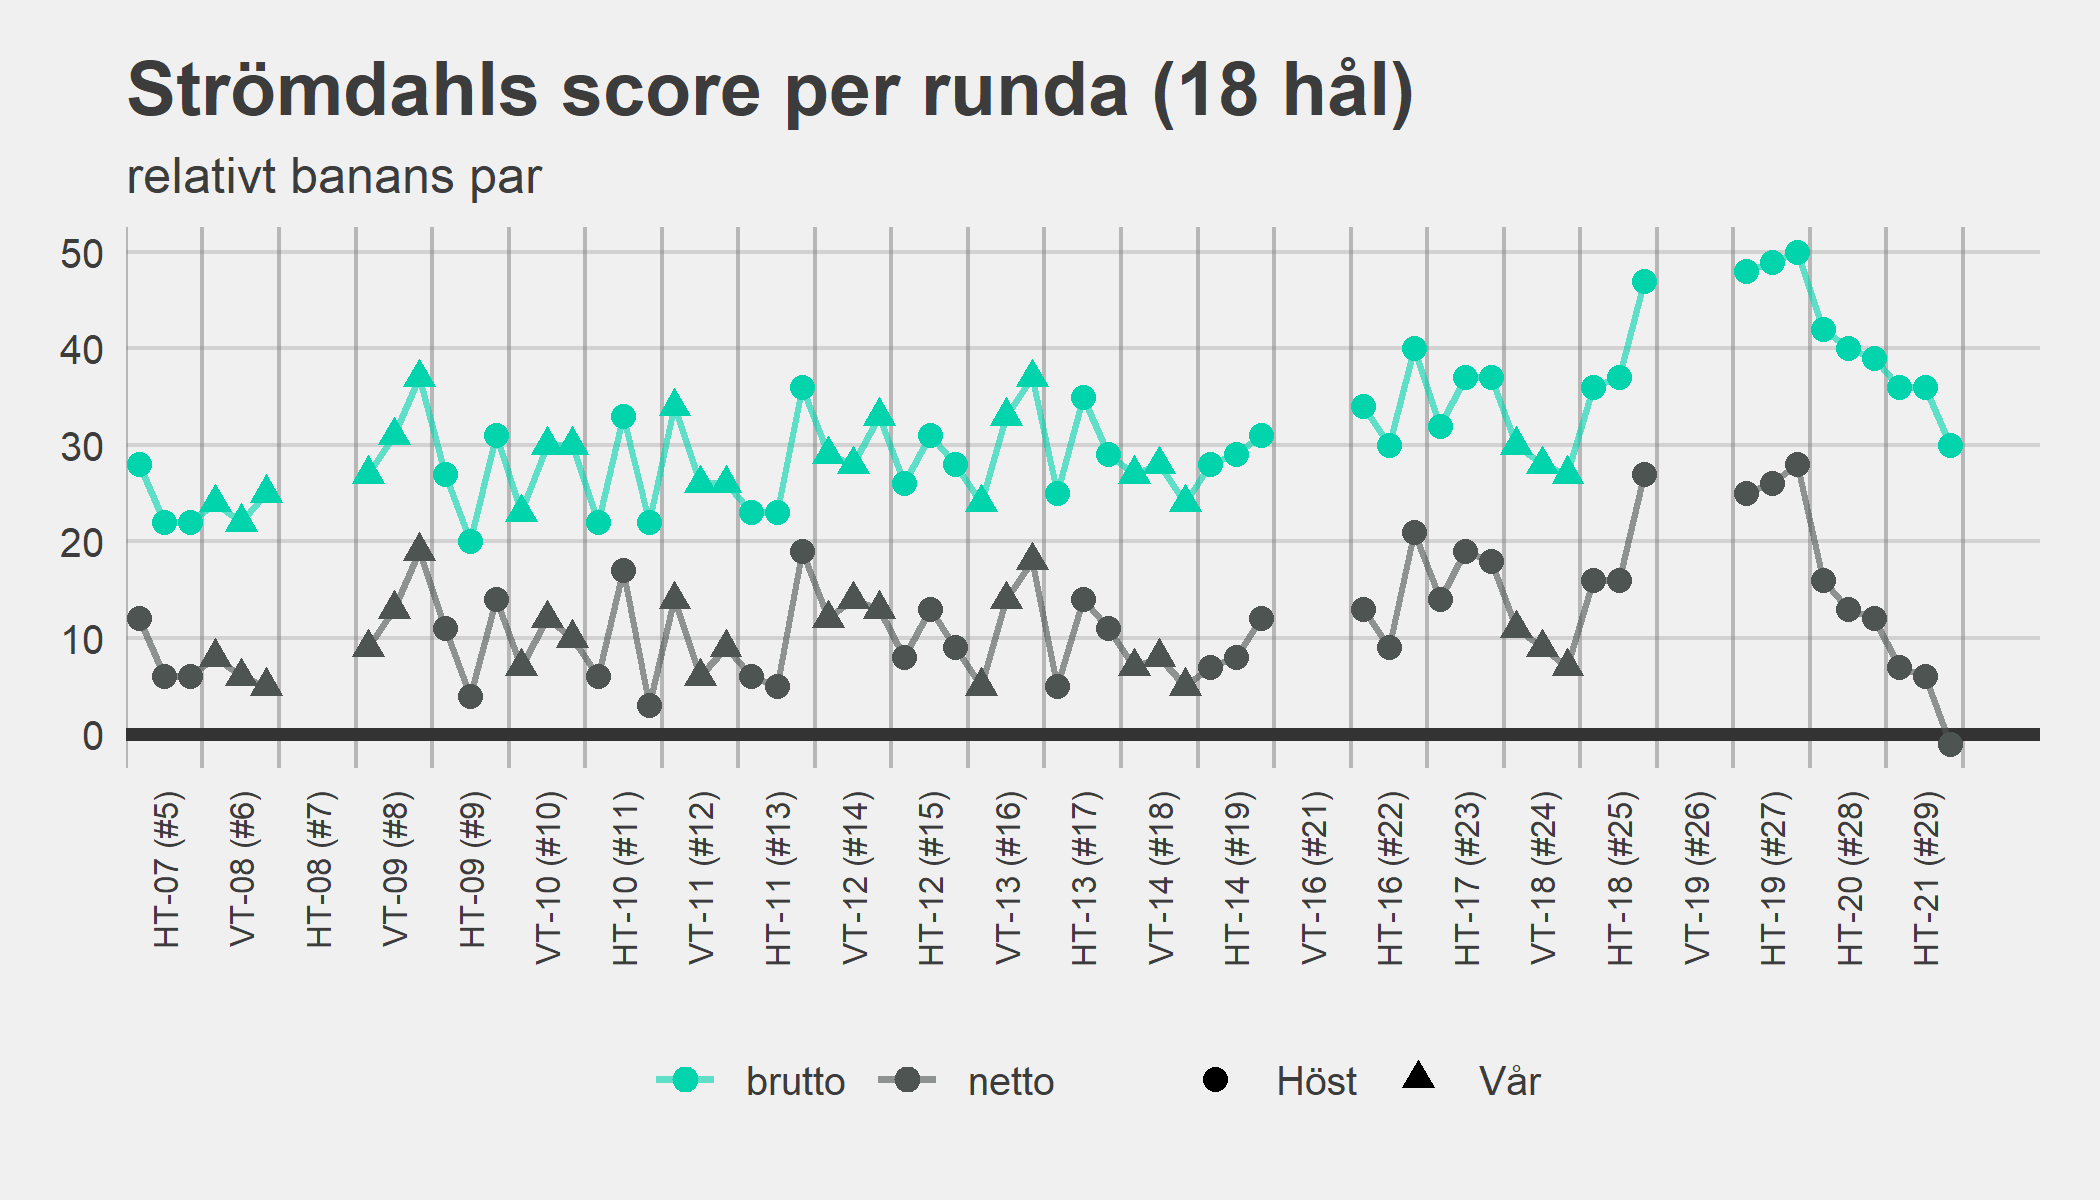 Strömdahls score per runda (18 hål)
relativt banans par
50
40
30
20
10
0
HT-07 (#5)
VT-08 (#6)
HT-08 (#7)
VT-09 (#8)
HT-09 (#9)
VT-10 (#10)
HT-10 (#11)
VT-11 (#12)
HT-11 (#13)
VT-12 (#14)
HT-12 (#15)
VT-13 (#16)
HT-13 (#17)
VT-14 (#18)
HT-14 (#19)
VT-16 (#21)
HT-16 (#22)
HT-17 (#23)
VT-18 (#24)
HT-18 (#25)
VT-19 (#26)
HT-19 (#27)
HT-20 (#28)
HT-21 (#29)
brutto netto Höst Vår